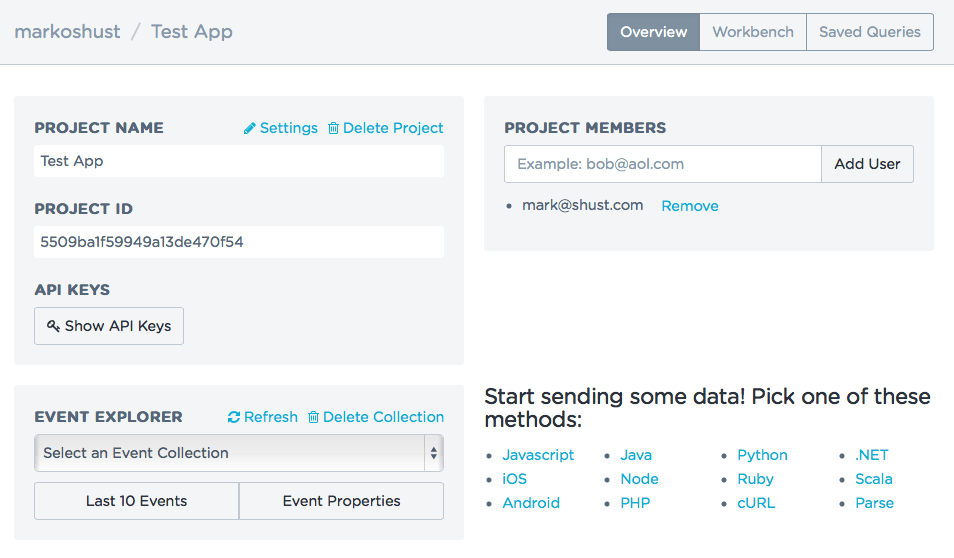 markoshust / Test App
Overview Workbench Saved Queries
PROJECT NAME Settings Delete Project
Test App
PROJECT ID
5509ba1f59949a13de470f54
API KEYS
Show API Keys
PROJECT MEMBERS
Example: bob@aol.com Add User
• mark@shust.com Remove
EVENT EXPLORER Refresh Delete Collection
Select an Event Collection
Last 10 Events Event Properties
Start sending some data! Pick one of these
methods:
• Javascript • Java • Python • .NET
• iOS • Node • Ruby • Scala
• Android • PHP • cURL • Parse